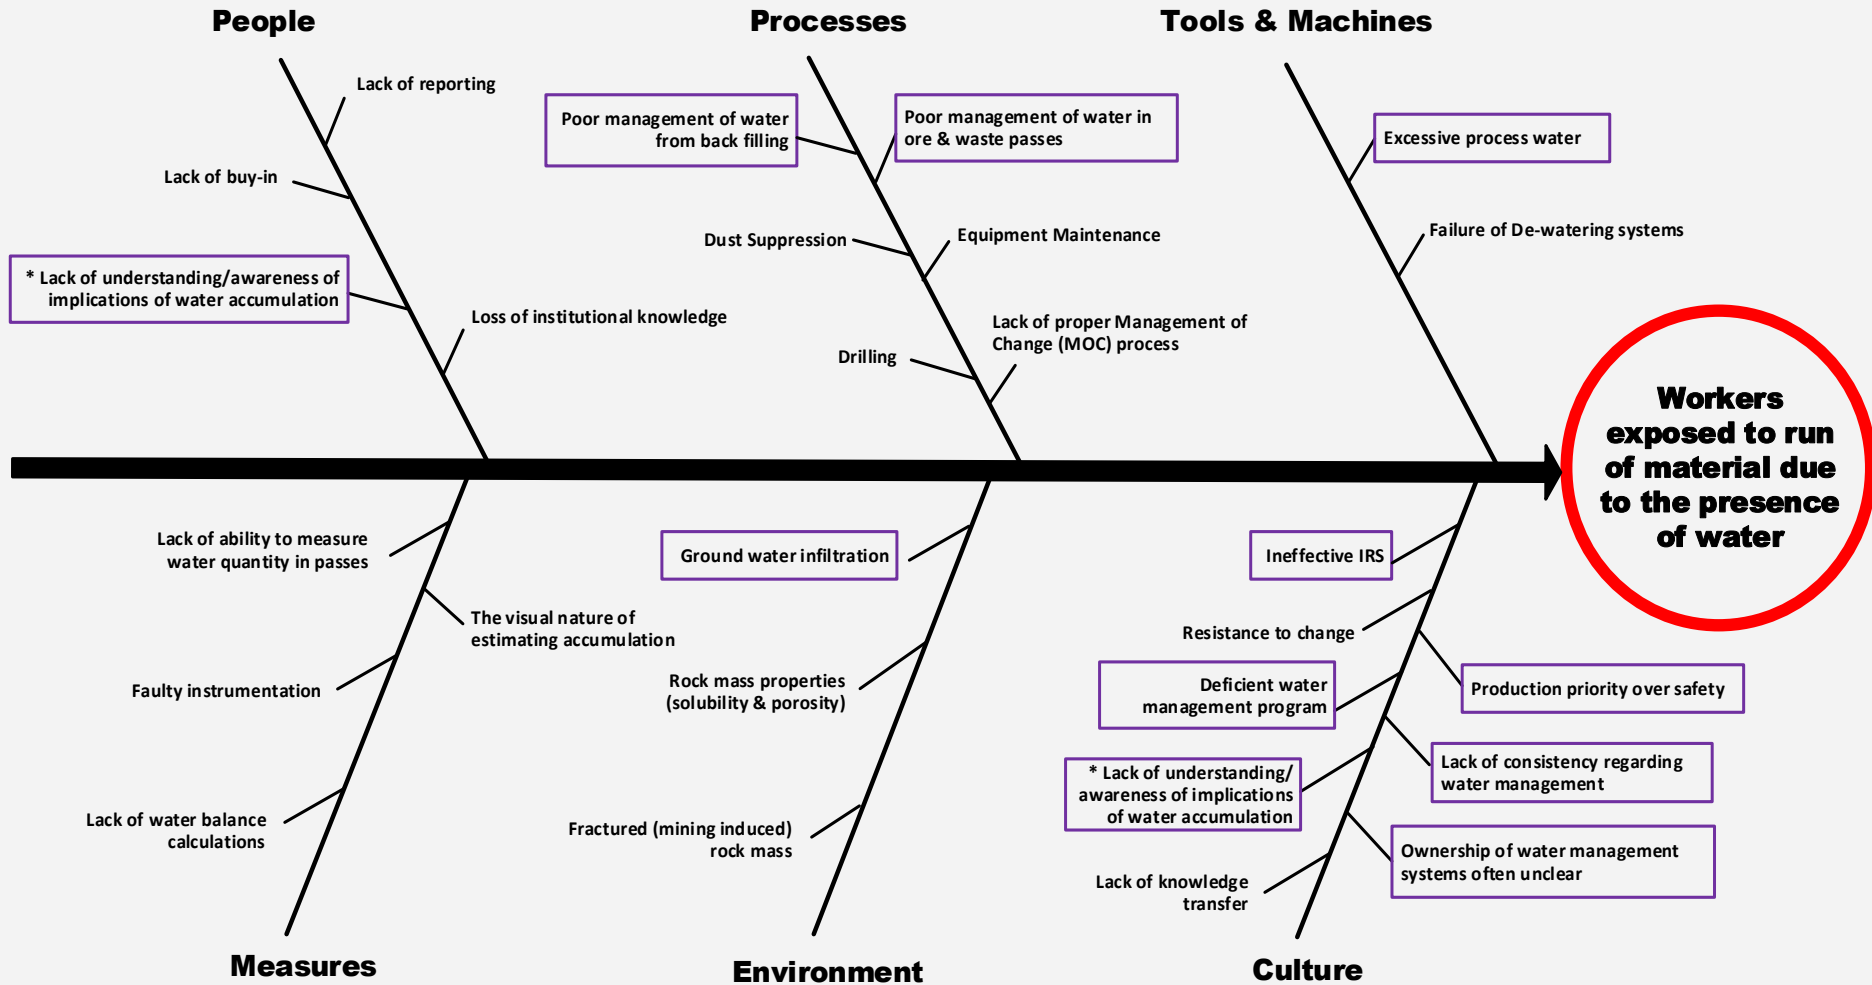 People
Processes
Tools & Machines
Lack of reporting
Lack of buy-in
* Lack of understanding/awareness of
implications of water accumulation
Loss of institutional knowledge
Poor management of water
from back filling
Poor management of water in
ore & waste passes
Dust Suppression
Equipment Maintenance
Drilling
Lack of proper Management of
Change (MOC) process
Excessive process water
Failure of De-watering systems
Workers
exposed to run
of material due
to the presence
of water
Lack of ability to measure
water quantity in passes
The visual nature of
estimating accumulation
Faulty instrumentation
Lack of water balance
calculations
Ground water infiltration
Rock mass properties
(solubility & porosity)
Fractured (mining induced)
rock mass
Ineffective IRS
Resistance to change
Production priority over safety
Deficient water
management program
Lack of consistency regarding
water management
* Lack of understanding/
awareness of implications
of water accumulation
Ownership of water management
systems often unclear
Lack of knowledge
transfer
Measures
Environment
Culture